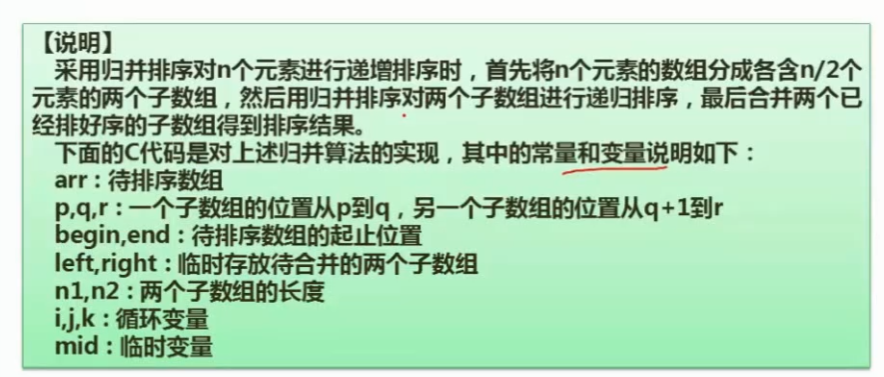 【说明】
采用归并排序对n个元素进行递增排序时，首先将n个元素的数组分成各含n/2个
元素的两个子数组，然后用归并排序对两个子数组进行递归排序，最后合并两个已
经排好序的子数组得到排序结果。
下面的C代码是对上述归并算法的实现，其中的常量和变量说明如下：
arr：待排序数组
p,q,r：一个子数组的位置从p到q，另一个子数组的位置从q+1到r
begin,end：待排序数组的起止位置
left,right：临时存放待合并的两个子数组
n1,n2：两个子数组的长度
i,j,k：循环变量
mid：临时变量